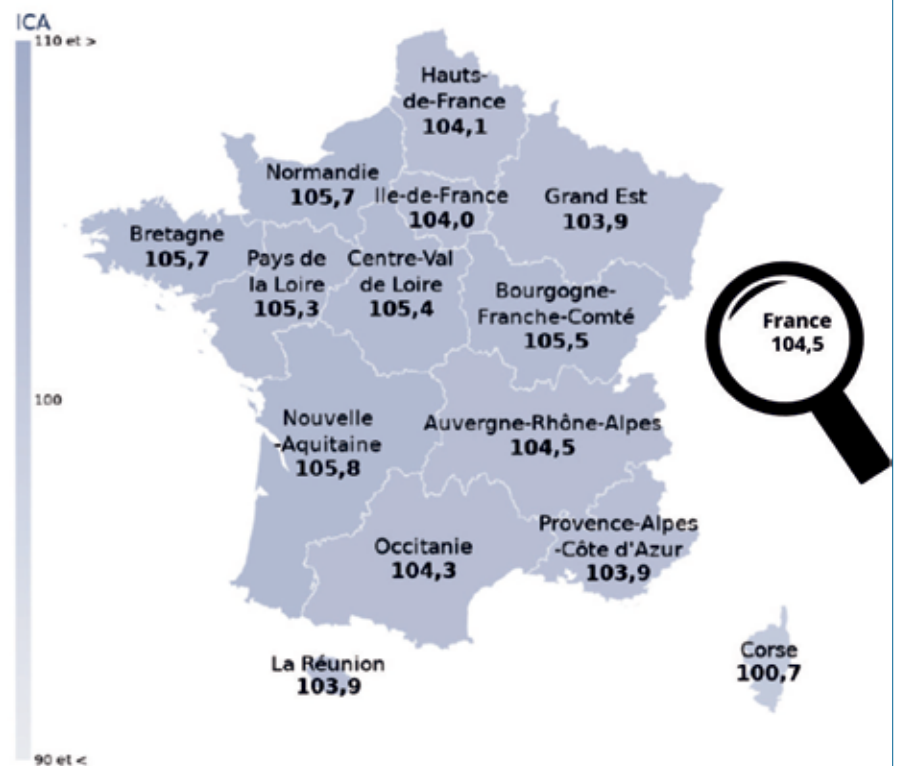 ICA
110 et >
Hauts-
de-France
104,1
Normandie
105,7
Ile-de-France
104,0
Grand Est
103,9
Bretagne
105,7
Pays de
la Loire
105,3
Centre-Val
de Loire
105,4
Bourgogne-
Franche-Comté
105,5
France
104,5
100
Nouvelle
-Aquitaine
105,8
Auvergne-Rhône-Alpes
104,5
Occitanie
104,3
Provence-Alpes
-Côte d'Azur
103,9
La Réunion
103,9
Corse
100,7
90 et <